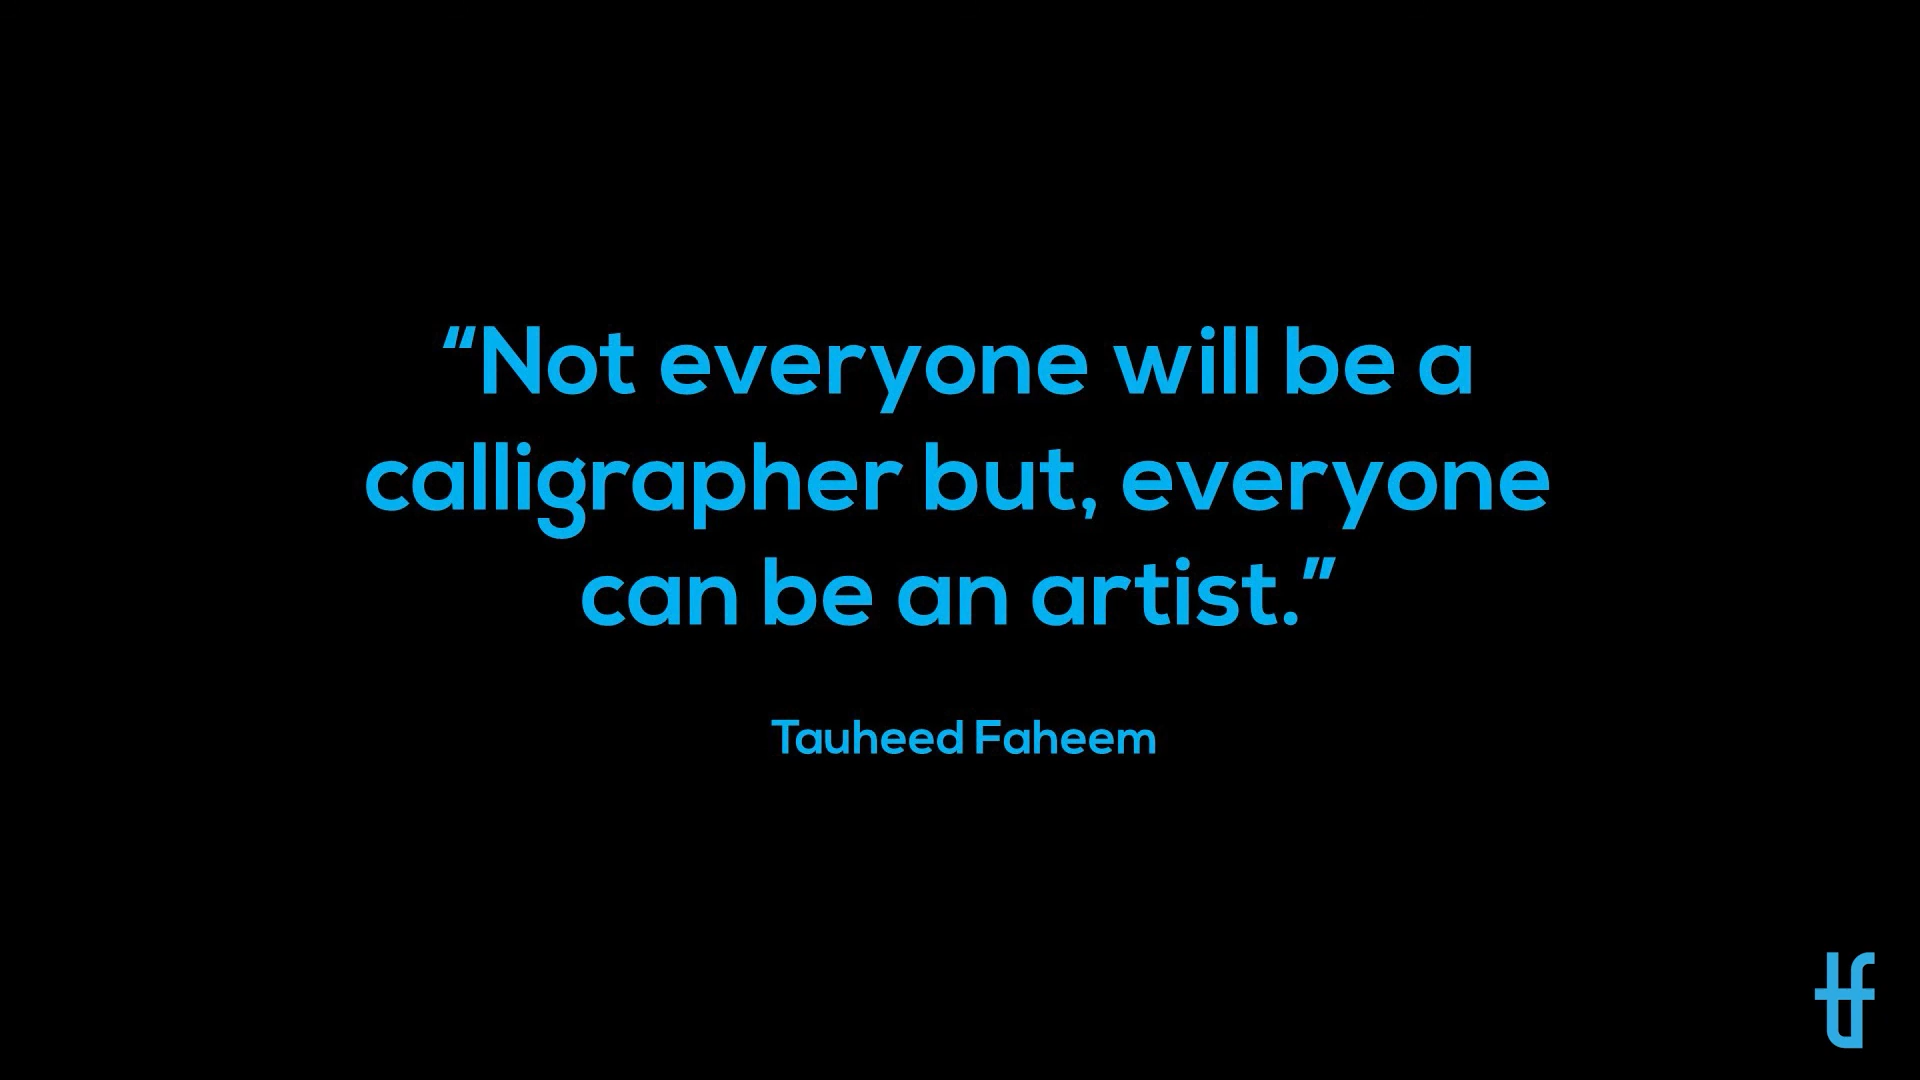 “Not everyone will be a
calligrapher but, everyone
can be an artist.”
Tauheed Faheem
tf